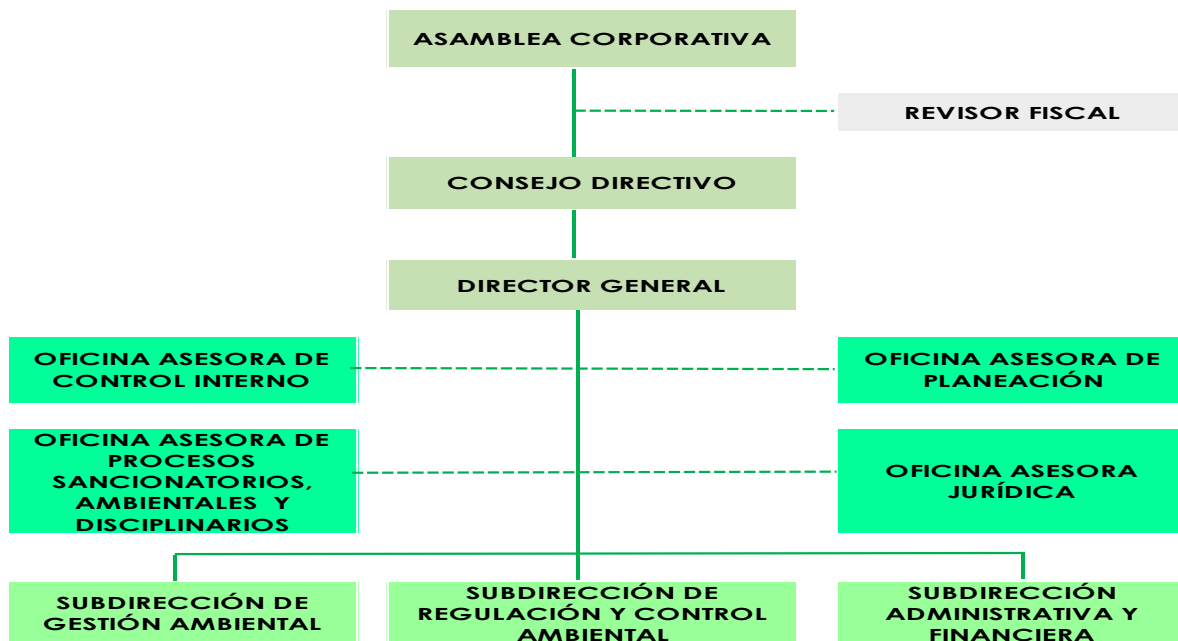 ASAMBLEA CORPORATIVA
REVISOR FISCAL
CONSEJO DIRECTIVO
DIRECTOR GENERAL
OFICINA ASESORA DE
CONTROL INTERNO
OFICINA ASESORA DE
PLANEACIÓN
OFICINA ASESORA DE
PROCESOS
SANCIONATORIOS,
AMBIENTALES Y
DISCIPLINARIOS
OFICINA ASESORA
JURÍDICA
SUBDIRECCIÓN DE
GESTIÓN AMBIENTAL
SUBDIRECCIÓN DE
REGULACIÓN Y CONTROL
AMBIENTAL
SUBDIRECCIÓN
ADMINISTRATIVA Y
FINANCIERA